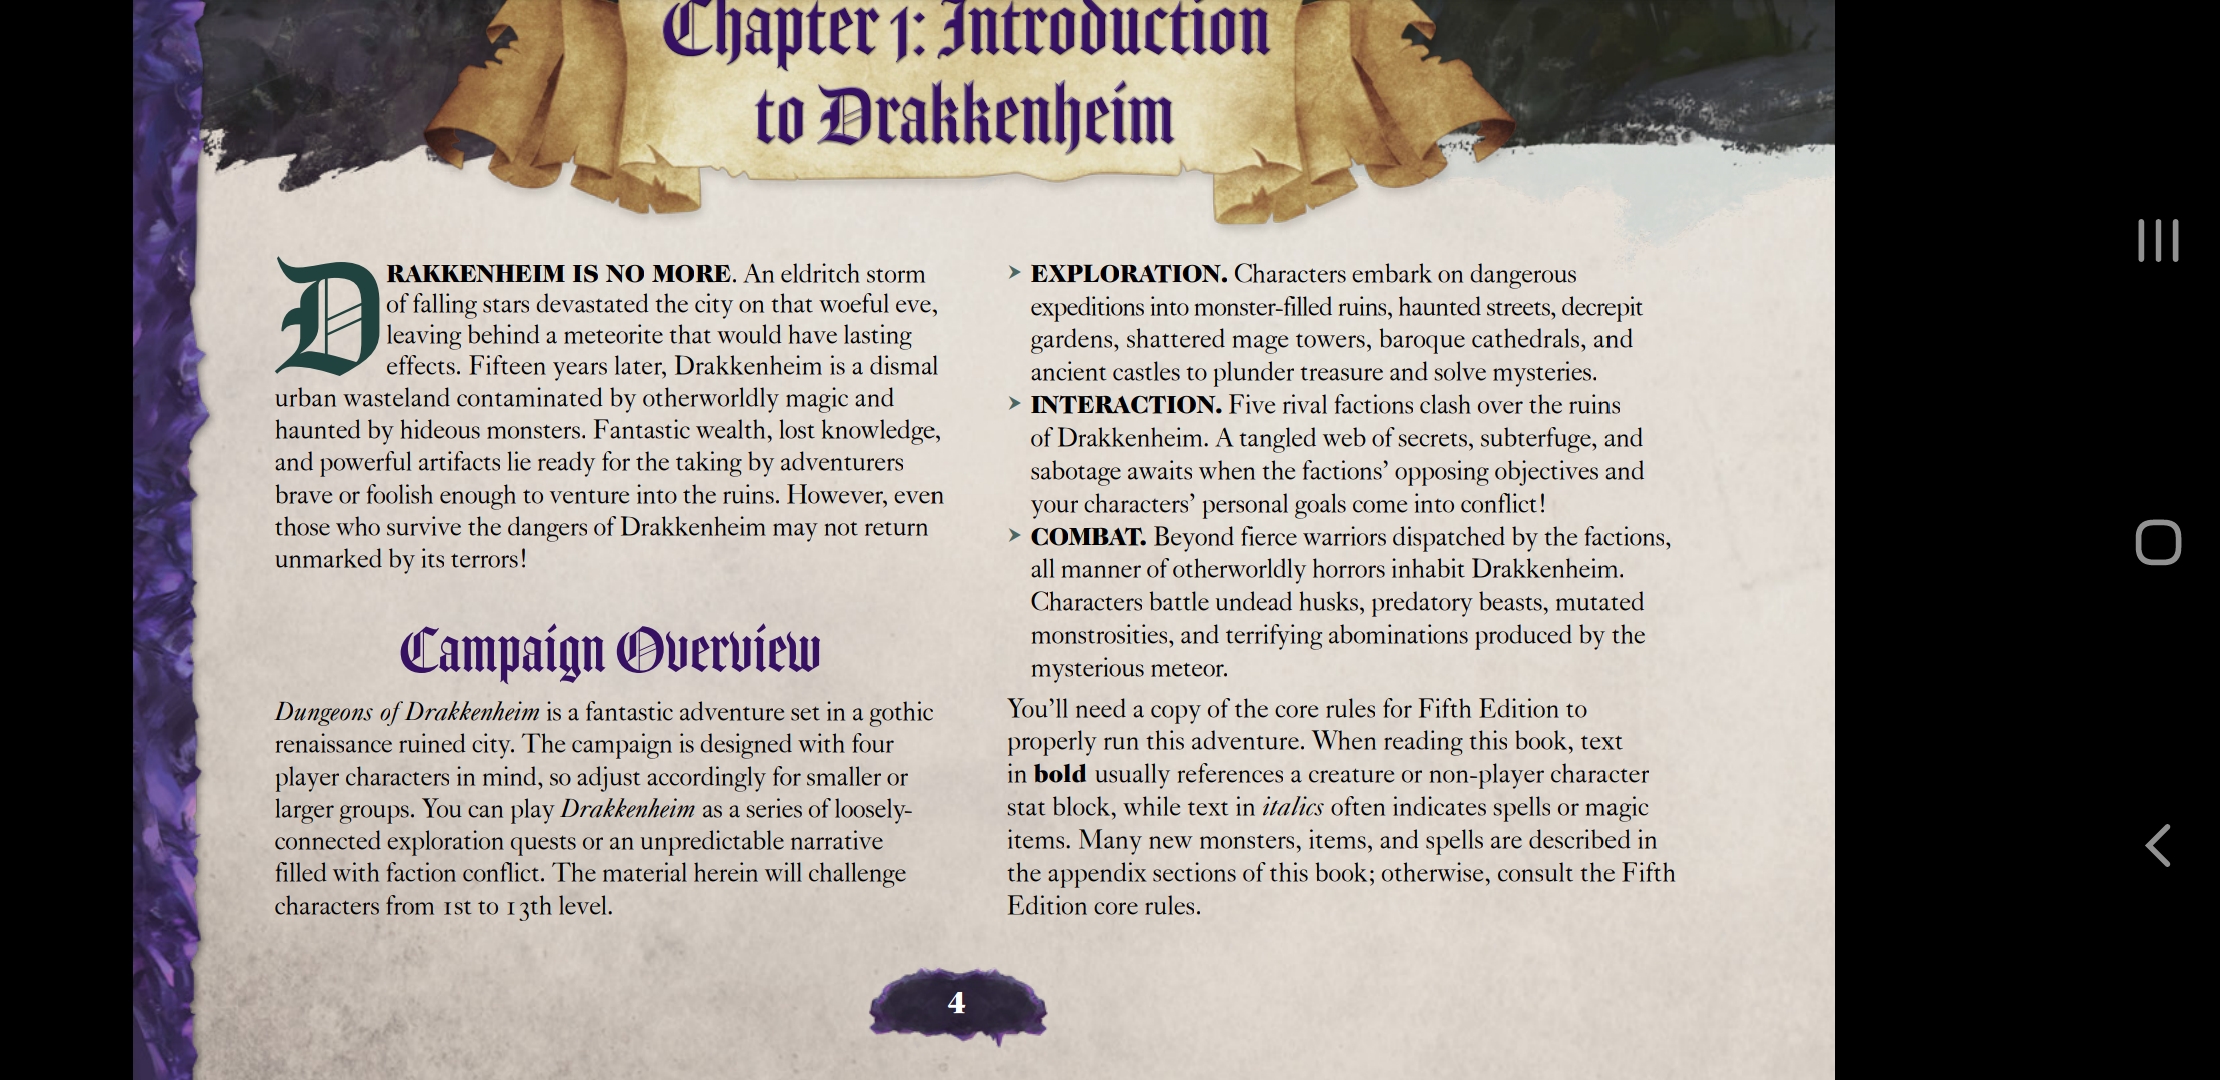 Chapter 1: Introduction
to Drakkenheim
DRAKKENHEIM IS NO MORE. An eldritch storm
of falling stars devastated the city on that woeful eve,
leaving behind a meteorite that would have lasting
effects. Fifteen years later, Drakkenheim is a dismal
urban wasteland contaminated by otherworldly magic and
haunted by hideous monsters. Fantastic wealth, lost knowledge,
and powerful artifacts lie ready for the taking by adventurers
brave or foolish enough to venture into the ruins. However, even
those who survive the dangers of Drakkenheim may not return
unmarked by its terrors!
Campaign Overview
Dungeons of Drakkenheim is a fantastic adventure set in a gothic
renaissance ruined city. The campaign is designed with four
player characters in mind, so adjust accordingly for smaller or
larger groups. You can play Drakkenheim as a series of loosely-
connected exploration quests or an unpredictable narrative
filled with faction conflict. The material herein will challenge
characters from 1st to 13th level.
➤ EXPLORATION. Characters embark on dangerous
expeditions into monster-filled ruins, haunted streets, decrepit
gardens, shattered mage towers, baroque cathedrals, and
ancient castles to plunder treasure and solve mysteries.
➤ INTERACTION. Five rival factions clash over the ruins
of Drakkenheim. A tangled web of secrets, subterfuge, and
sabotage awaits when the factions’ opposing objectives and
your characters’ personal goals come into conflict!
➤ COMBAT. Beyond fierce warriors dispatched by the factions,
all manner of otherworldly horrors inhabit Drakkenheim.
Characters battle undead husks, predatory beasts, mutated
monstrosities, and terrifying abominations produced by the
mysterious meteor.
You’ll need a copy of the core rules for Fifth Edition to
properly run this adventure. When reading this book, text
in bold usually references a creature or non-player character
stat block, while text in italics often indicates spells or magic
items. Many new monsters, items, and spells are described in
the appendix sections of this book; otherwise, consult the Fifth
Edition core rules.
4